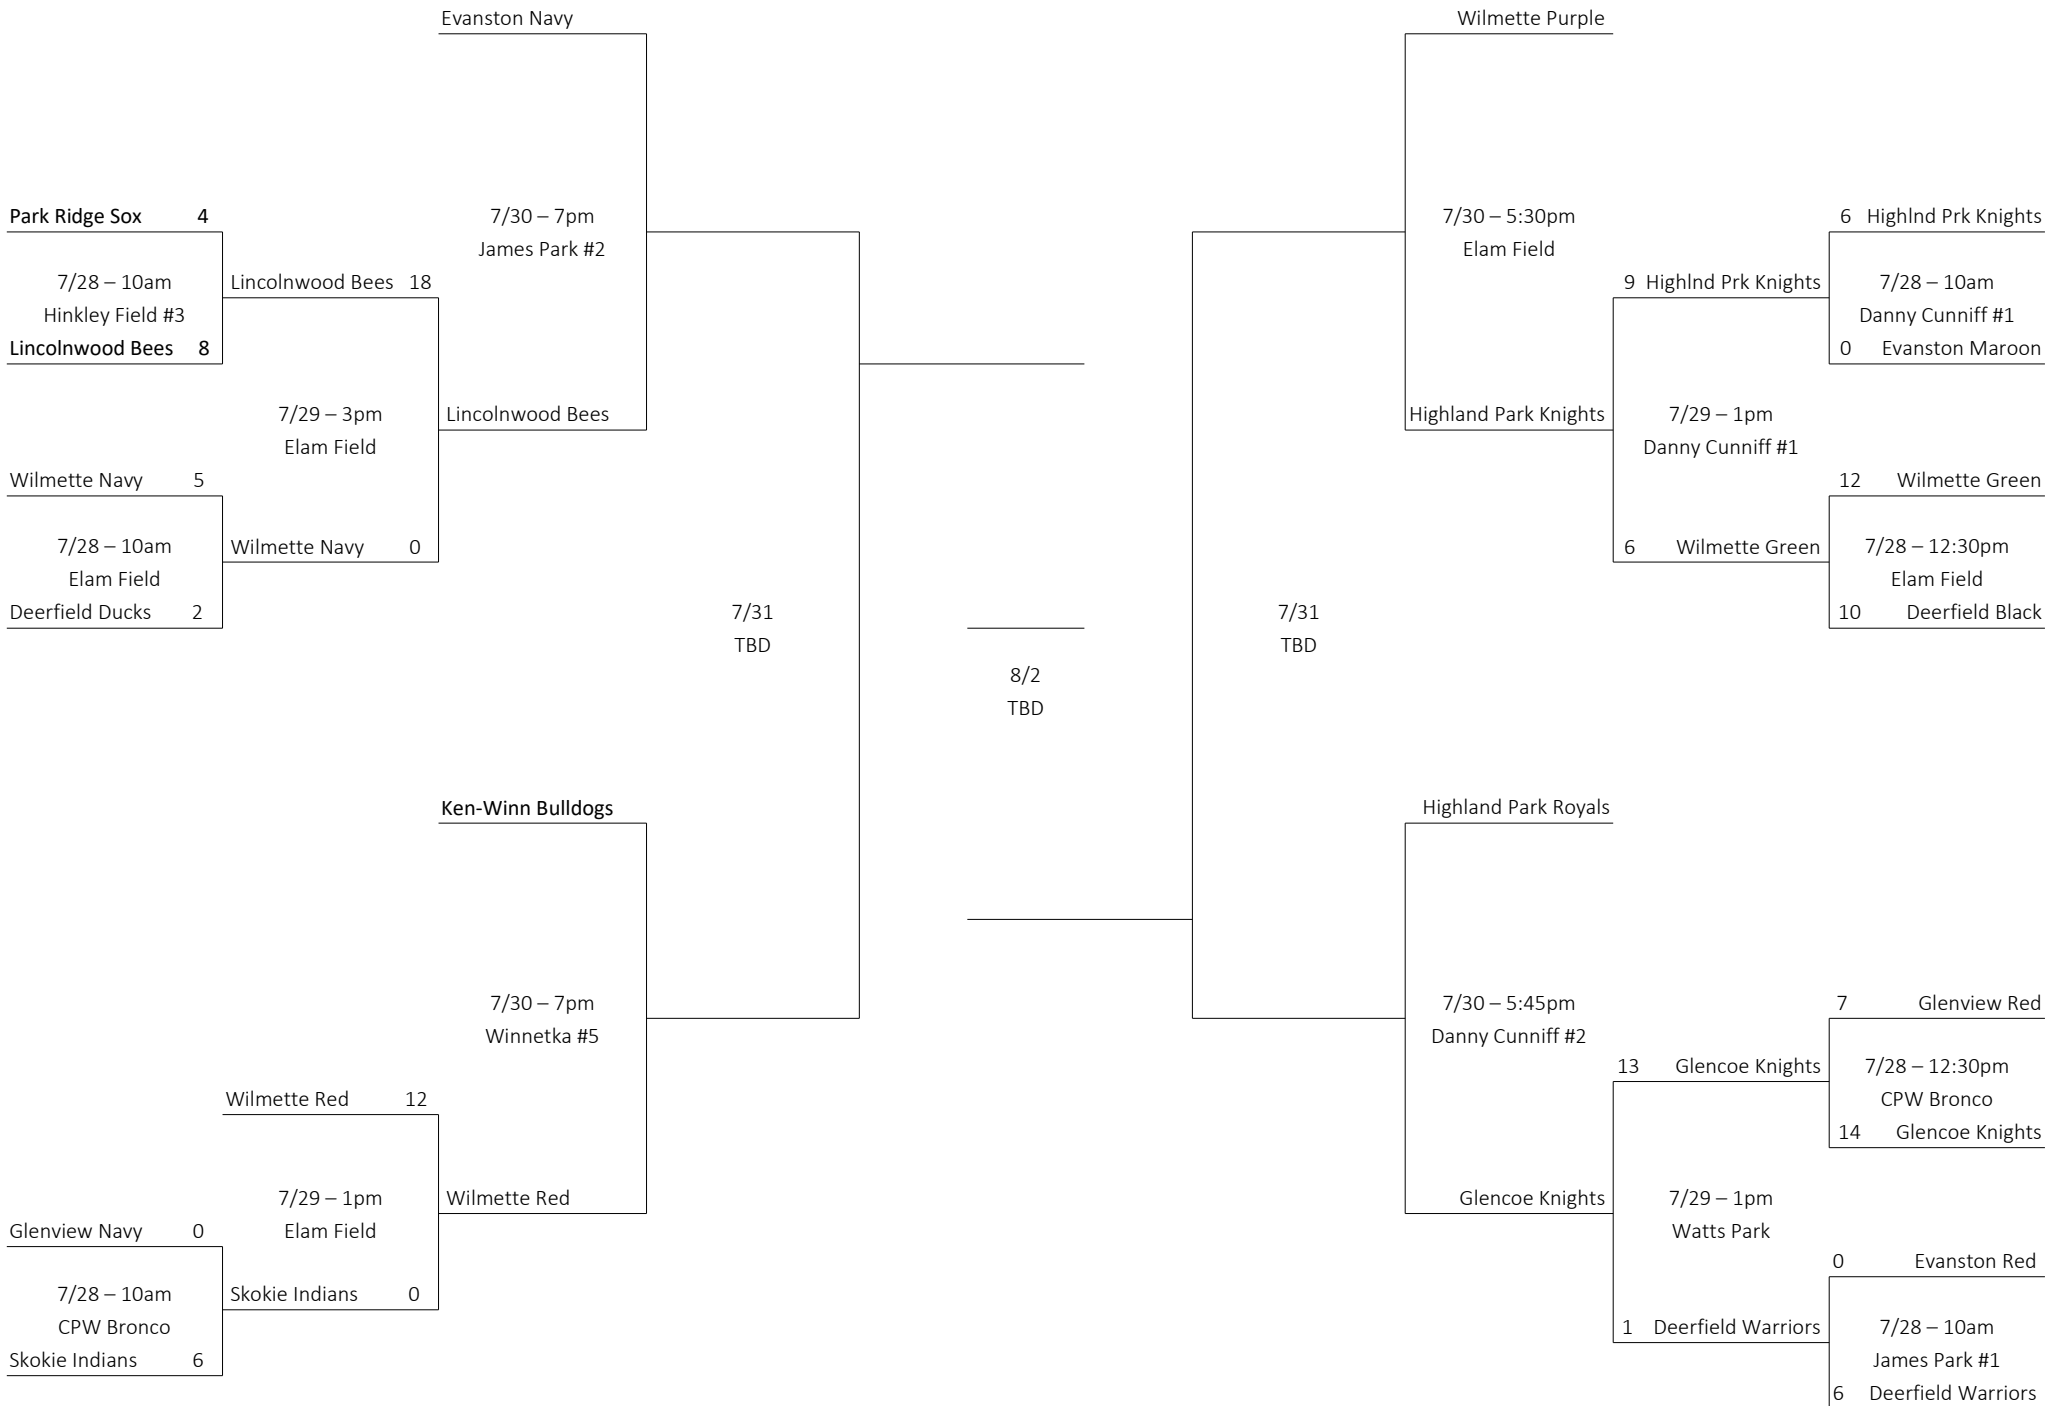 Evanston Navy
Wilmette Purple
Park Ridge Sox 4
7/30 – 7pm
7/30 – 5:30pm
6 Highlnd Prk Knights
James Park #2
Elam Field
7/28 – 10am
Lincolnwood Bees 18
9 Highlnd Prk Knights
7/28 – 10am
Hinkley Field #3
Danny Cunniff #1
Lincolnwood Bees 8
0 Evanston Maroon
7/29 – 3pm
Lincolnwood Bees
Highland Park Knights
7/29 – 1pm
Elam Field
Danny Cunniff #1
Wilmette Navy 5
12 Wilmette Green
7/28 – 10am
Wilmette Navy 0
6 Wilmette Green
7/28 – 12:30pm
Elam Field
Elam Field
Deerfield Ducks 2
7/31
7/31
10 Deerfield Black
TBD
TBD
8/2
TBD
Ken-Winn Bulldogs
Highland Park Royals
7/30 – 7pm
7/30 – 5:45pm
7 Glenview Red
Winnetka #5
Danny Cunniff #2
13 Glencoe Knights
7/28 – 12:30pm
Wilmette Red 12
CPW Bronco
14 Glencoe Knights
7/29 – 1pm
Wilmette Red
Glencoe Knights
7/29 – 1pm
Glenview Navy 0
Elam Field
Watts Park
0 Evanston Red
7/28 – 10am
Skokie Indians 0
CPW Bronco
1 Deerfield Warriors
7/28 – 10am
Skokie Indians 6
James Park #1
6 Deerfield Warriors